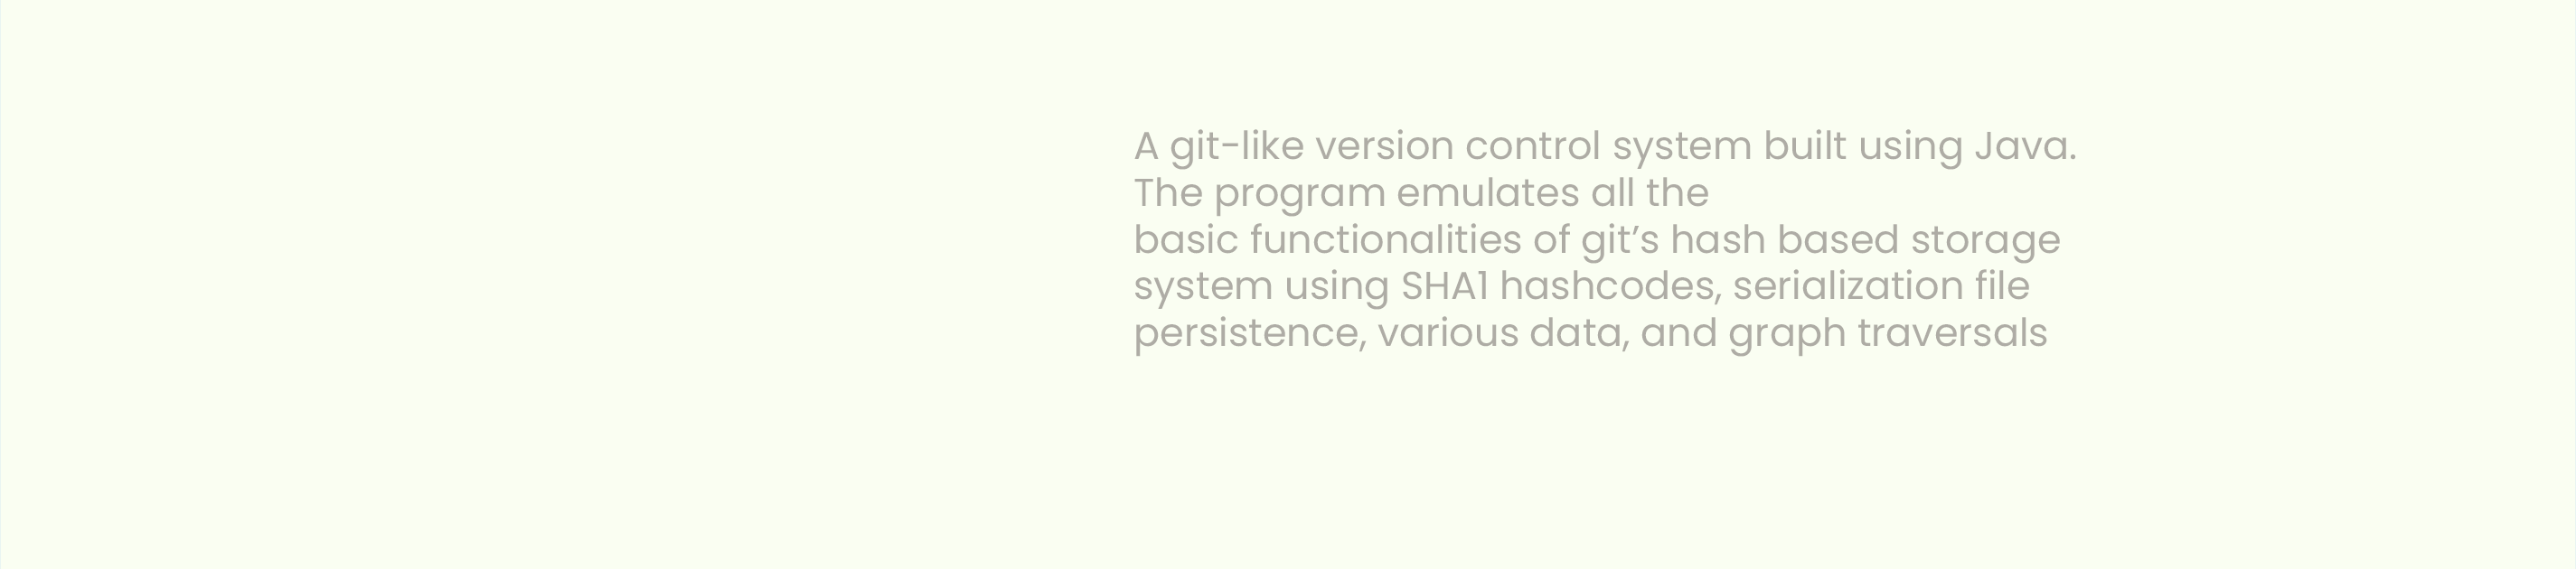 A git-like version control system built using Java.
The program emulates all the
basic functionalities of git’s hash based storage
system using SHA1 hashcodes, serialization file
persistence, various data, and graph traversals